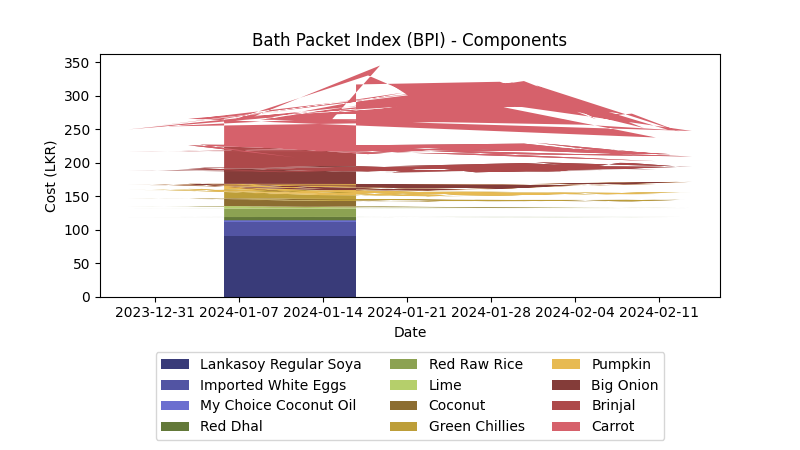 Bath Packet Index (BPI) - Components
Cost (LKR)
350
300
250
200
150
100
50
0
2023-12-31 2024-01-07 2024-01-14 2024-01-21 2024-01-28 2024-02-04 2024-02-11
Date
Lankasoy Regular Soya
Imported White Eggs
My Choice Coconut Oil
Red Dhal
Red Raw Rice
Lime
Coconut
Green Chillies
Pumpkin
Big Onion
Brinjal
Carrot